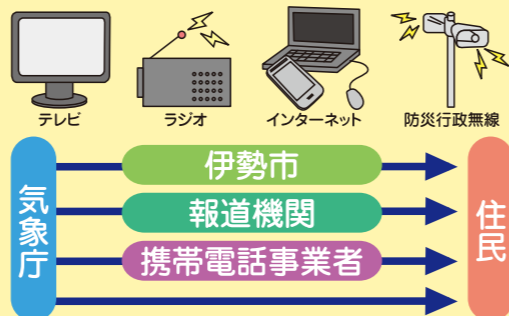 テレビ
ラジオ
インターネット
防災行政無線
気象庁
伊勢市
報道機関
携帯電話事業者
住民